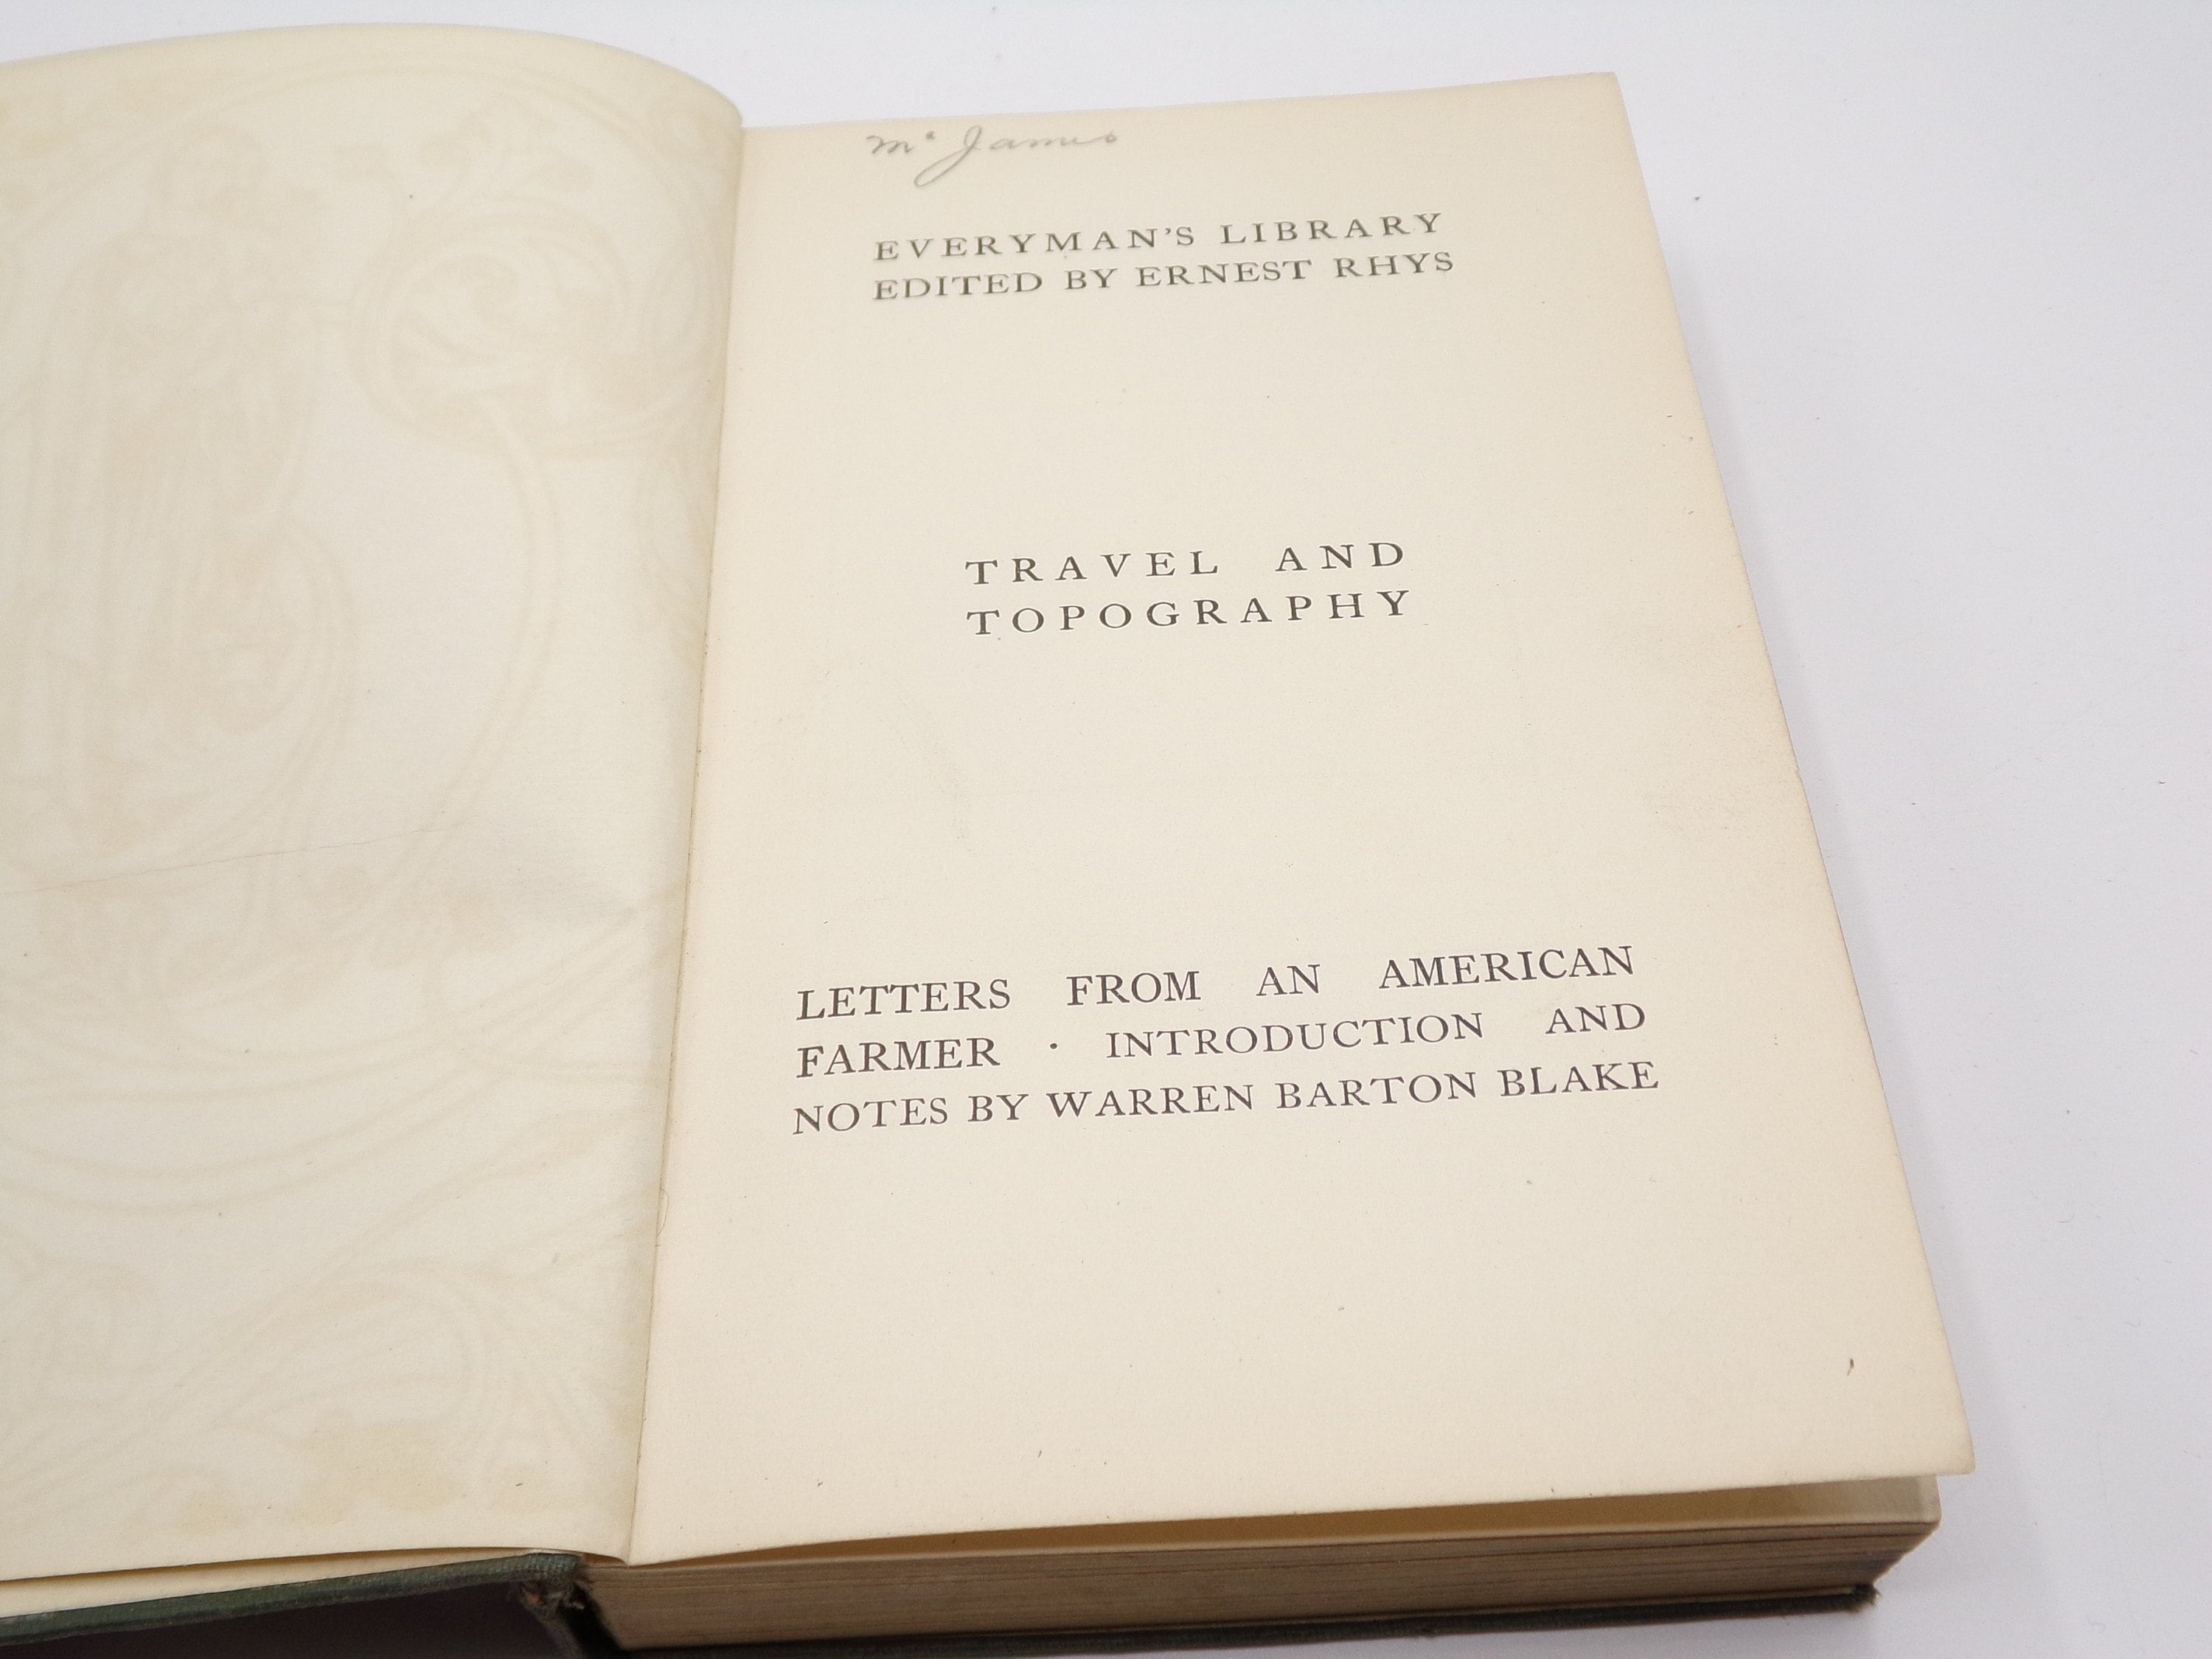 Mc James
EVERYMAN'S LIBRARY
EDITED BY ERNEST RHYS
TRAVEL AND
TOPOGRAPHY
LETTERS FROM AN AMERICAN
FARMER · INTRODUCTION AND
NOTES BY WARREN BARTON BLAKE